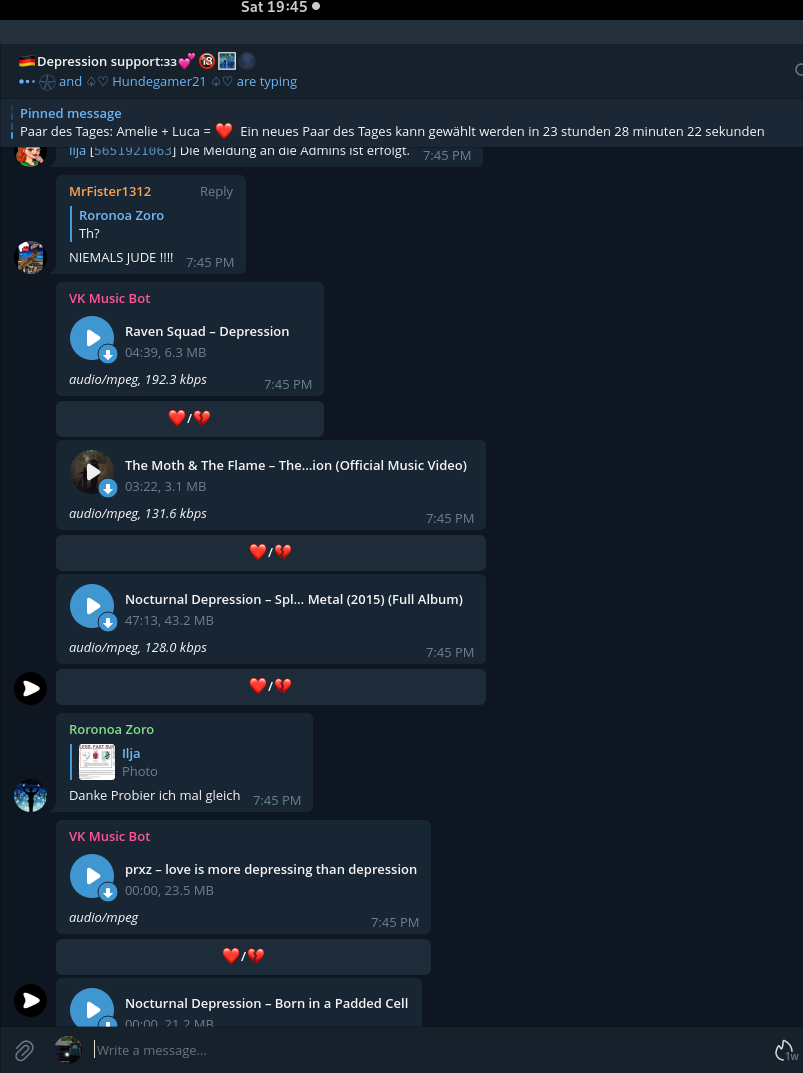 Sat 19:45
🇩🇪Depression support:зз💕🔞🌃🌑
and ♤♡ Hundegamer21 ♤♡ are typing
Pinned message
Paar des Tages: Amelie + Luca = ❤️ Ein neues Paar des Tages kann gewählt werden in 23 stunden 28 minuten 22 sekunden
Ilja [5651921063] Die Meldung an die Admins ist erfolgt. 7:45 PM
MrFister1312 Reply
Roronoa Zoro
Th?
NIEMALS JUDE !!!! 7:45 PM
VK Music Bot
Raven Squad – Depression
04:39, 6.3 MB
audio/mpeg, 192.3 kbps 7:45 PM
❤️/💔
The Moth & The Flame – The...ion (Official Music Video)
03:22, 3.1 MB
audio/mpeg, 131.6 kbps 7:45 PM
❤️/💔
Nocturnal Depression – Spl... Metal (2015) (Full Album)
47:13, 43.2 MB
audio/mpeg, 128.0 kbps 7:45 PM
❤️/💔
Roronoa Zoro
Ilja
Photo
Danke Probier ich mal gleich 7:45 PM
VK Music Bot
prxz – love is more depressing than depression
00:00, 23.5 MB
audio/mpeg 7:45 PM
❤️/💔
Nocturnal Depression – Born in a Padded Cell
00:00, 21.2 MB
Write a message...
1w